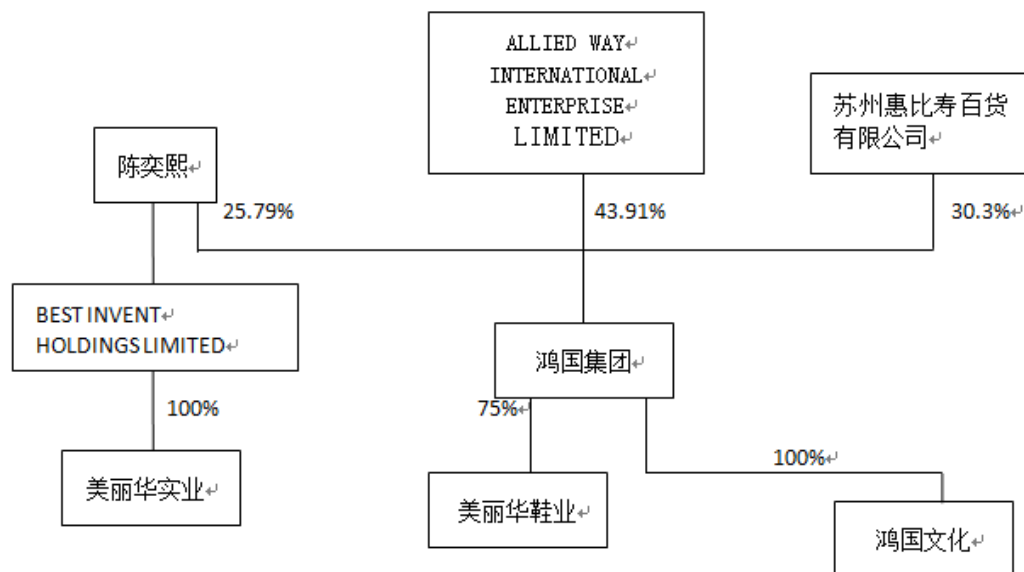 ALLIED WAY
INTERNATIONAL
ENTERPRISE
LIMITED
苏州惠比寿百货
有限公司
陈奕熙
25.79%
43.91%
30.3%
BEST INVENT
HOLDINGS LIMITED
鸿国集团
100%
75%
100%
美丽华实业
美丽华鞋业
鸿国文化